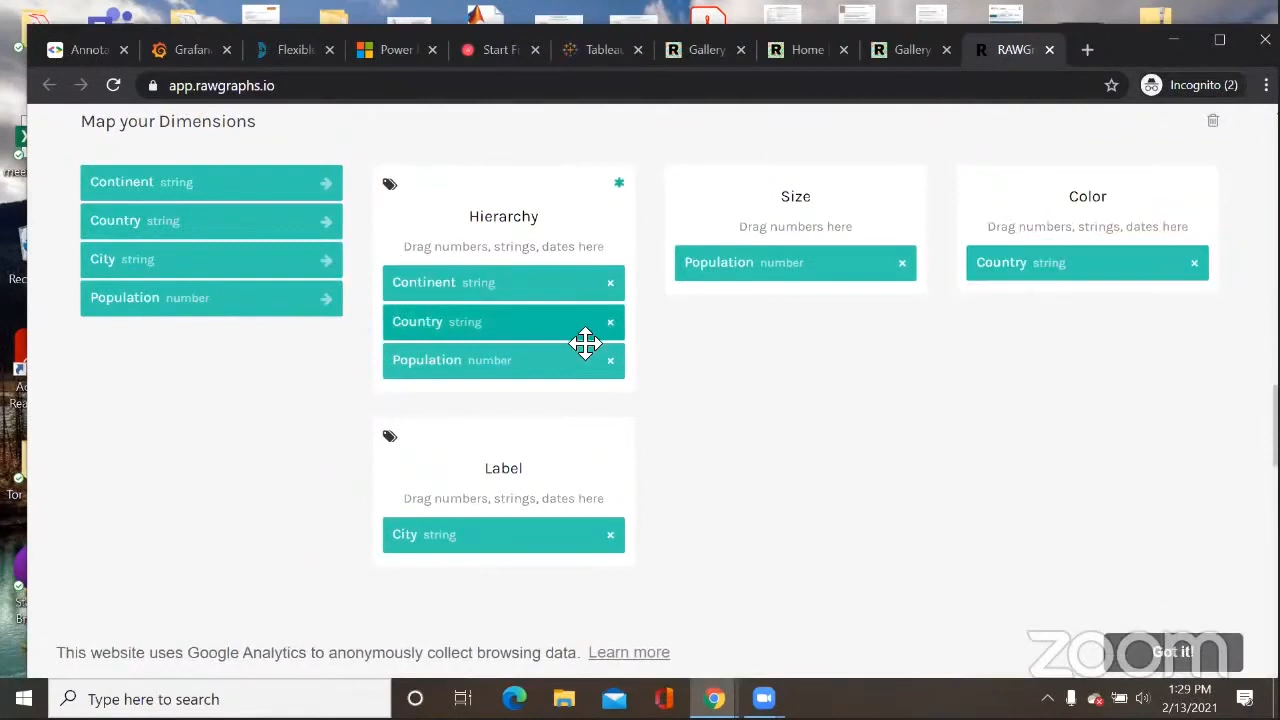 Annote
Grafan
Flexibl
Power
Start Fr
Tableau
Gallery
Home
Gallery
RAWGr
app.rawgraphs.io
Incognito (2)
Map your Dimensions
Continent string
Country string
City string
Population number
Hierarchy
Drag numbers, strings, dates here
Continent string
Country string
Population number
Label
Drag numbers, strings, dates here
City string
Size
Drag numbers here
Population number
Color
Drag numbers, strings, dates here
Country string
This website uses Google Analytics to anonymously collect browsing data. Learn more
Got it!
zoom
Type here to search
1:29 PM
2/13/2021